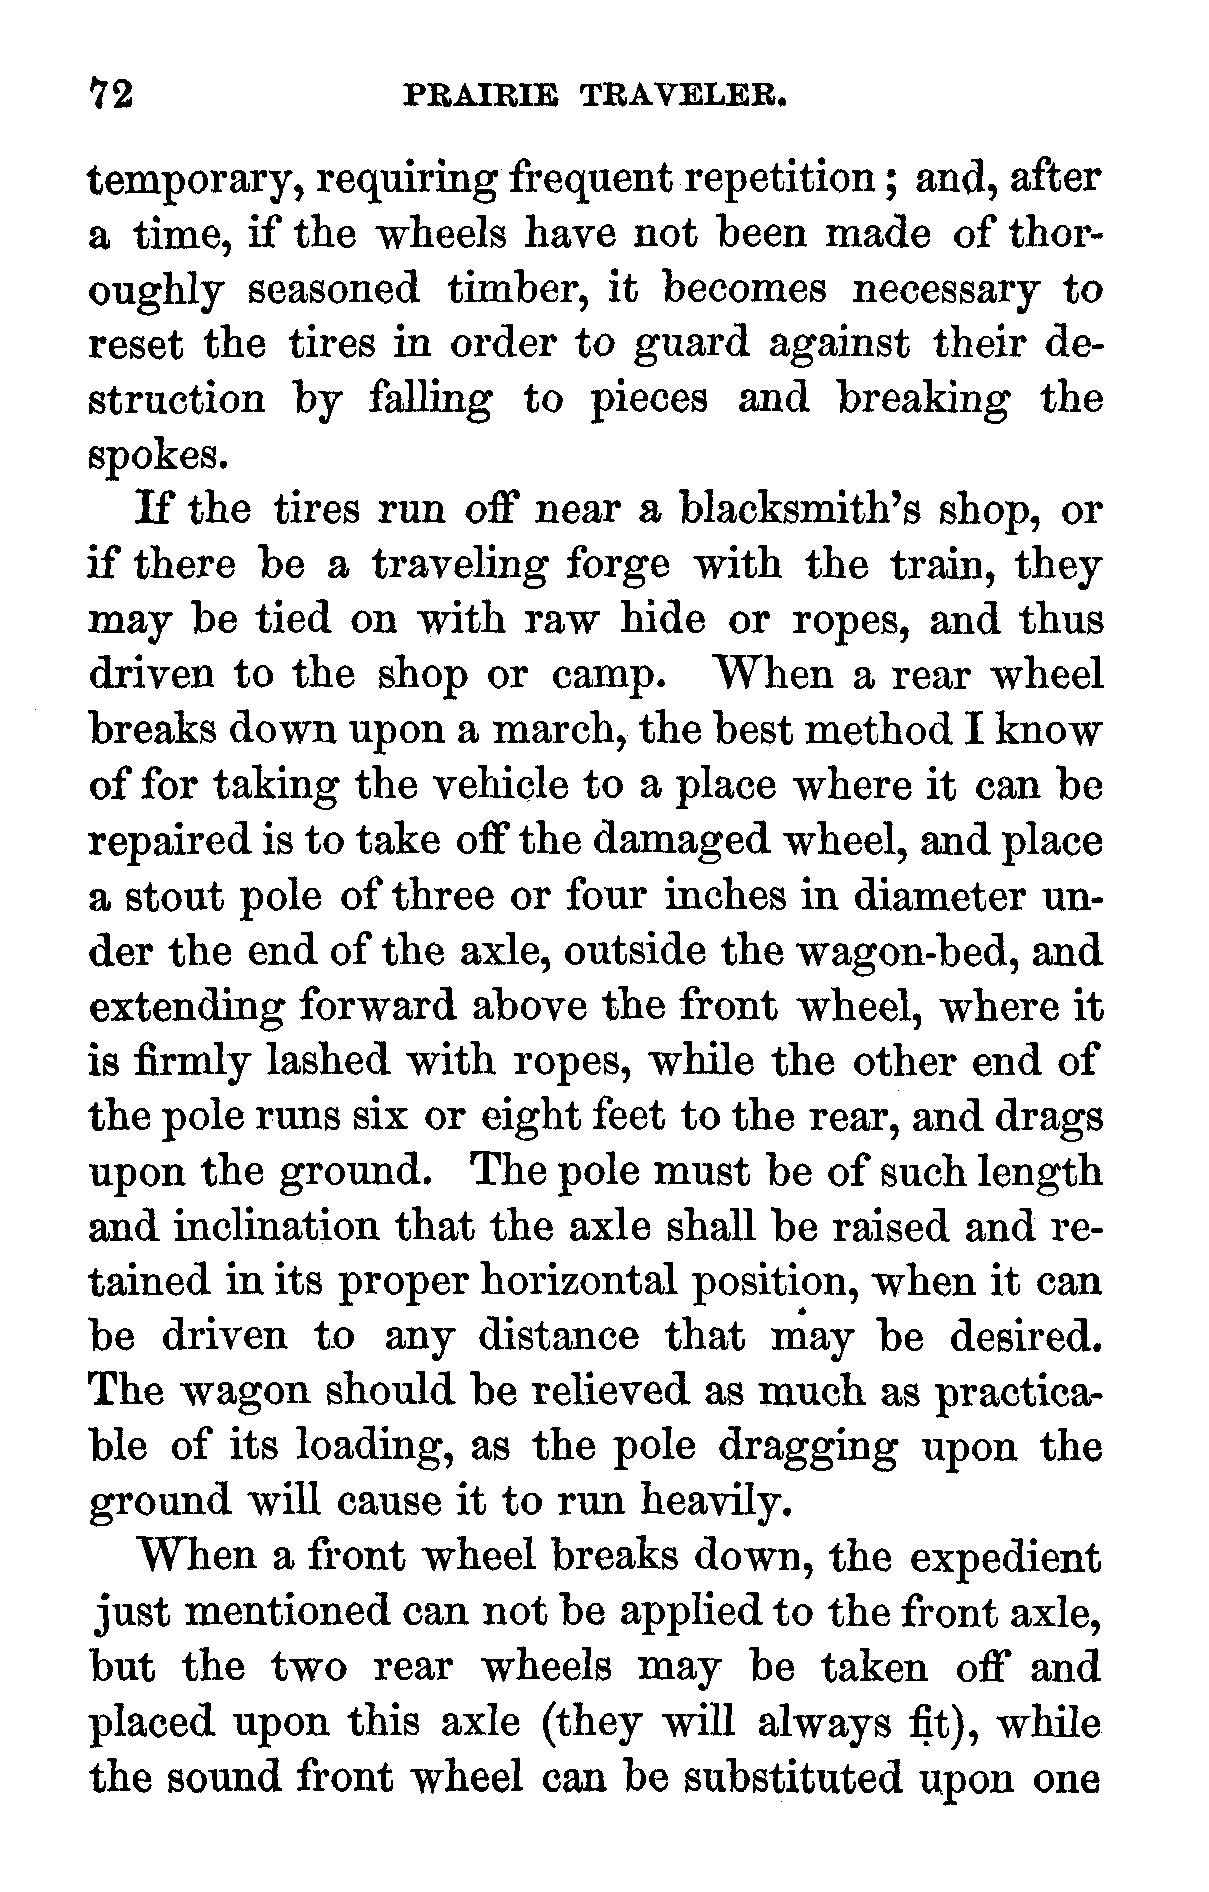 72 PRAIRIE TRAVELER.
temporary, requiring frequent repetition; and, after
a time, if the wheels have not been made of thor-
oughly seasoned timber, it becomes necessary to
reset the tires in order to guard against their de-
struction by falling to pieces and breaking the
spokes.
If the tires run off near a blacksmith's shop, or
if there be a traveling forge with the train, they
may be tied on with raw hide or ropes, and thus
driven to the shop or camp. When a rear wheel
breaks down upon a march, the best method I know
of for taking the vehicle to a place where it can be
repaired is to take off the damaged wheel, and place
a stout pole of three or four inches in diameter un-
der the end of the axle, outside the wagon-bed, and
extending forward above the front wheel, where it
is firmly lashed with ropes, while the other end of
the pole runs six or eight feet to the rear, and drags
upon the ground. The pole must be of such length
and inclination that the axle shall be raised and re-
tained in its proper horizontal position, when it can
be driven to any distance that may be desired.
The wagon should be relieved as much as practica-
ble of its loading, as the pole dragging upon the
ground will cause it to run heavily.
When a front wheel breaks down, the expedient
just mentioned can not be applied to the front axle,
but the two rear wheels may be taken off and
placed upon this axle (they will always fit), while
the sound front wheel can be substituted upon one